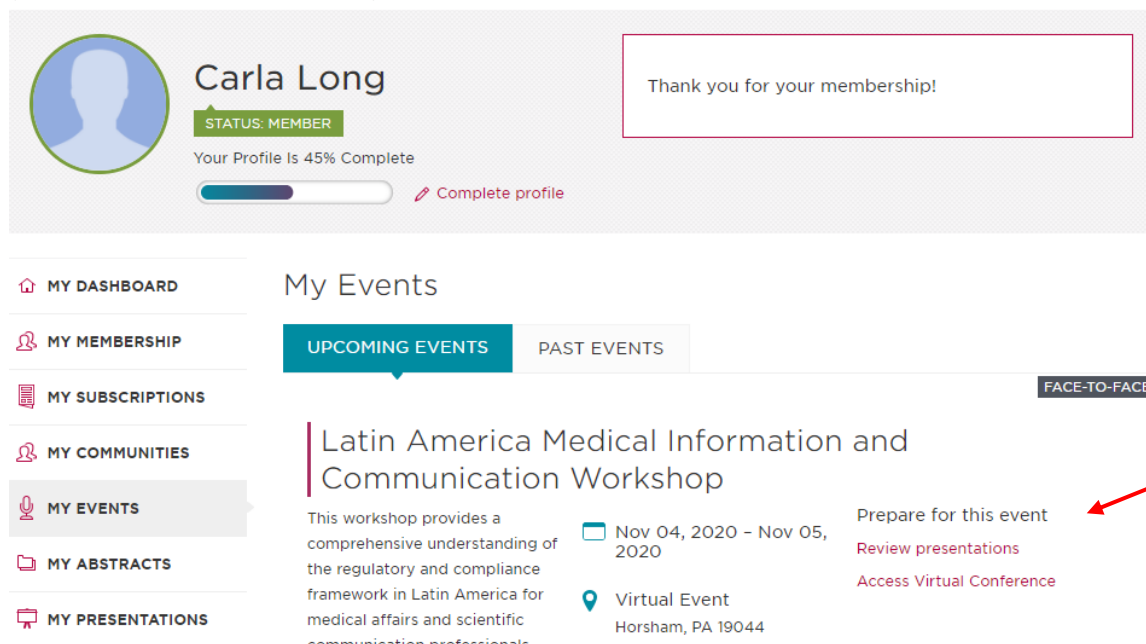 Carla Long
STATUS: MEMBER
Your Profile Is 45% Complete
Complete profile
Thank you for your membership!
MY DASHBOARD
MY MEMBERSHIP
MY SUBSCRIPTIONS
MY COMMUNITIES
MY EVENTS
MY ABSTRACTS
MY PRESENTATIONS
My Events
UPCOMING EVENTS
PAST EVENTS
FACE-TO-FACE
Latin America Medical Information and
Communication Workshop
This workshop provides a
comprehensive understanding of
the regulatory and compliance
framework in Latin America for
medical affairs and scientific
communication professionals
Nov 04, 2020 – Nov 05,
2020
Virtual Event
Horsham, PA 19044
Prepare for this event
Review presentations
Access Virtual Conference